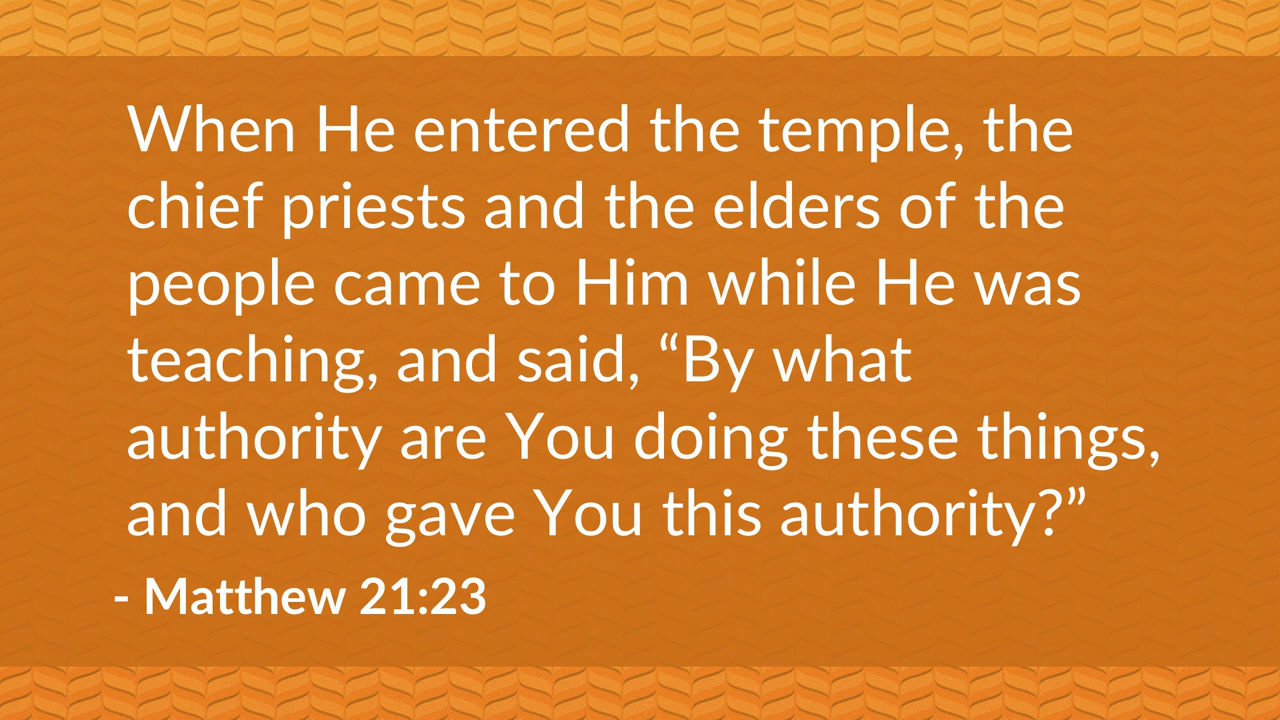 When He entered the temple, the
chief priests and the elders of the
people came to Him while He was
teaching, and said, “By what
authority are You doing these things,
and who gave You this authority?”
- Matthew 21:23